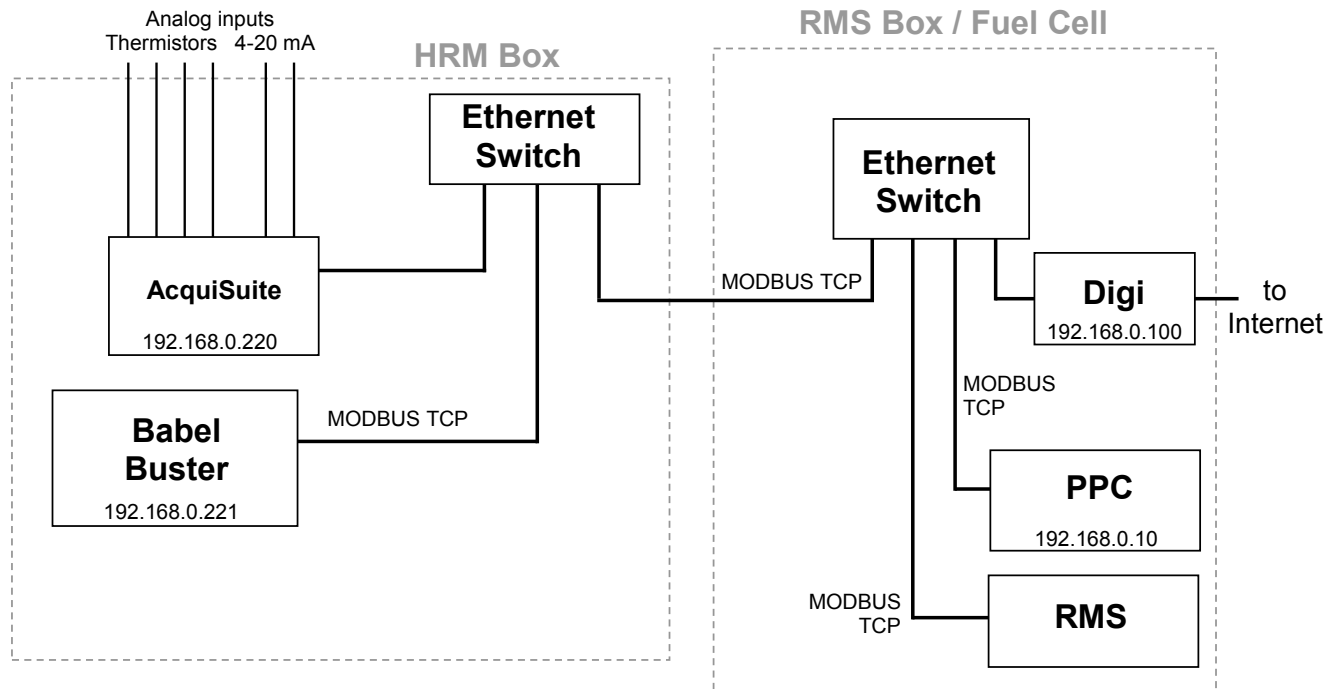 Analog inputs
Thermistors 4-20 mA
HRM Box
Ethernet
Switch
AcquiSuite
192.168.0.220
Babel
Buster
192.168.0.221
MODBUS TCP
MODBUS TCP
RMS Box / Fuel Cell
Ethernet
Switch
Digi
192.168.0.100
to
Internet
MODBUS
TCP
PPC
192.168.0.10
MODBUS
TCP
RMS